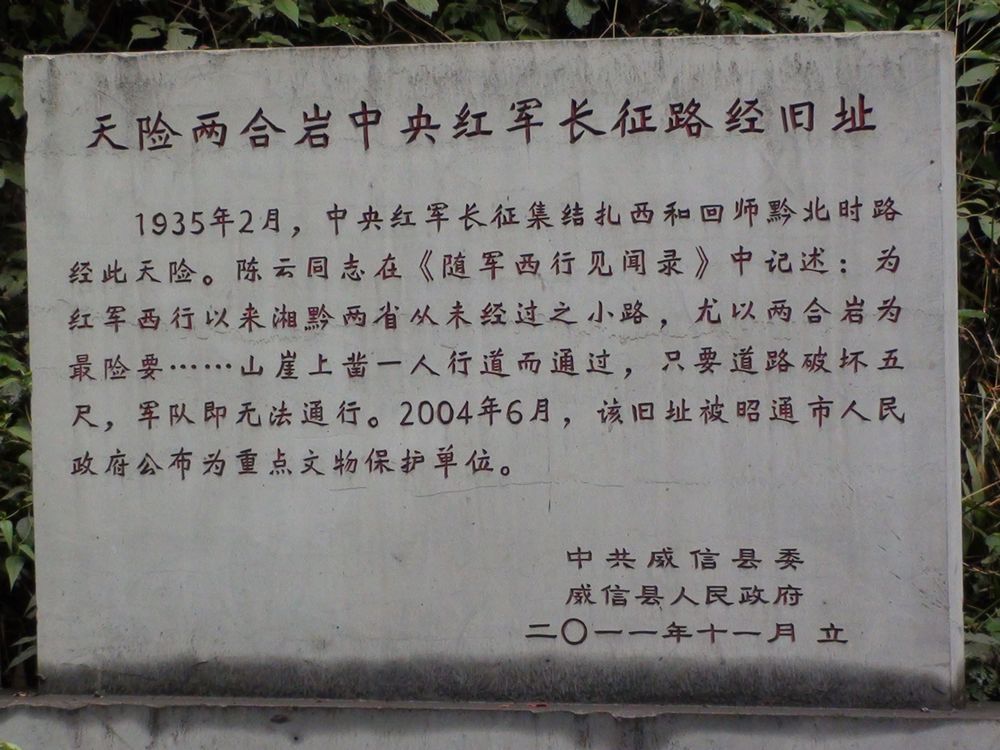 天险两合岩中央红军长征路经旧址
1935年2月，中央红军长征集结扎西和回师黔北时路
经此天险。陈云同志在《随军西行见闻录》中记述：为
红军西行以来湘黔两省从未经过之小路，尤以两合岩为
最险要……山崖上凿一人行道而通过，只要道路破坏五
尺，军队即无法通行。2004年6月，该旧址被昭通市人民
政府公布为重点文物保护单位。
中共威信县委
威信县人民政府
二〇一一年十一月 立